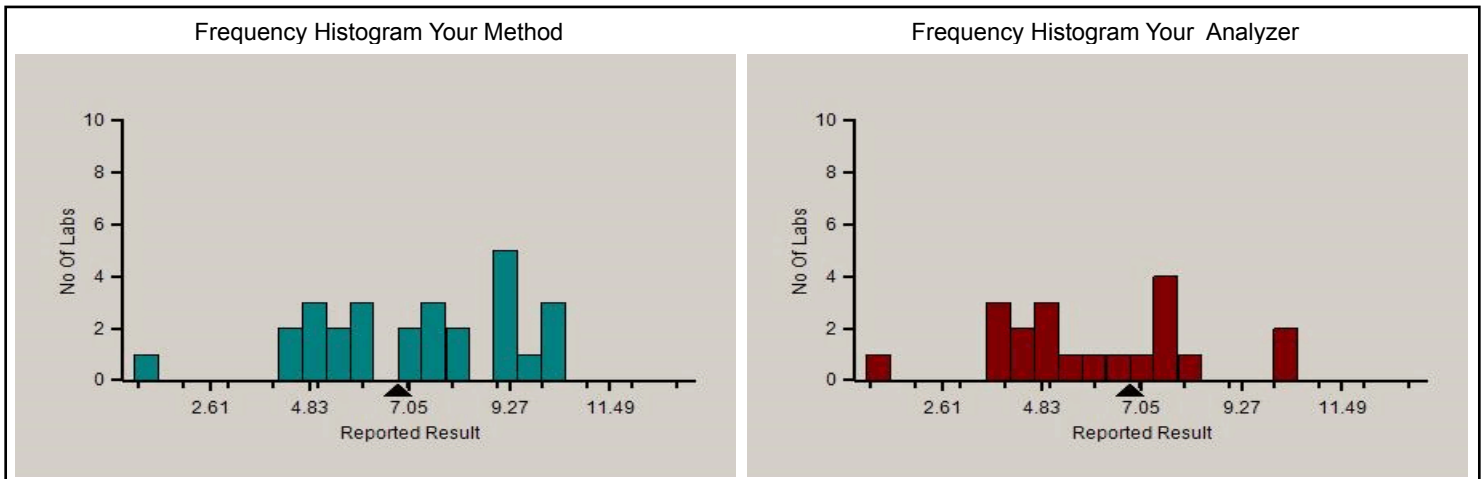 Frequency Histogram Your Method
10
8
6
4
2
0
No Of Labs
2.61 4.83 7.05 9.27 11.49
Reported Result
Frequency Histogram Your Analyzer
10
8
6
4
2
0
No Of Labs
2.61 4.83 7.05 9.27 11.49
Reported Result